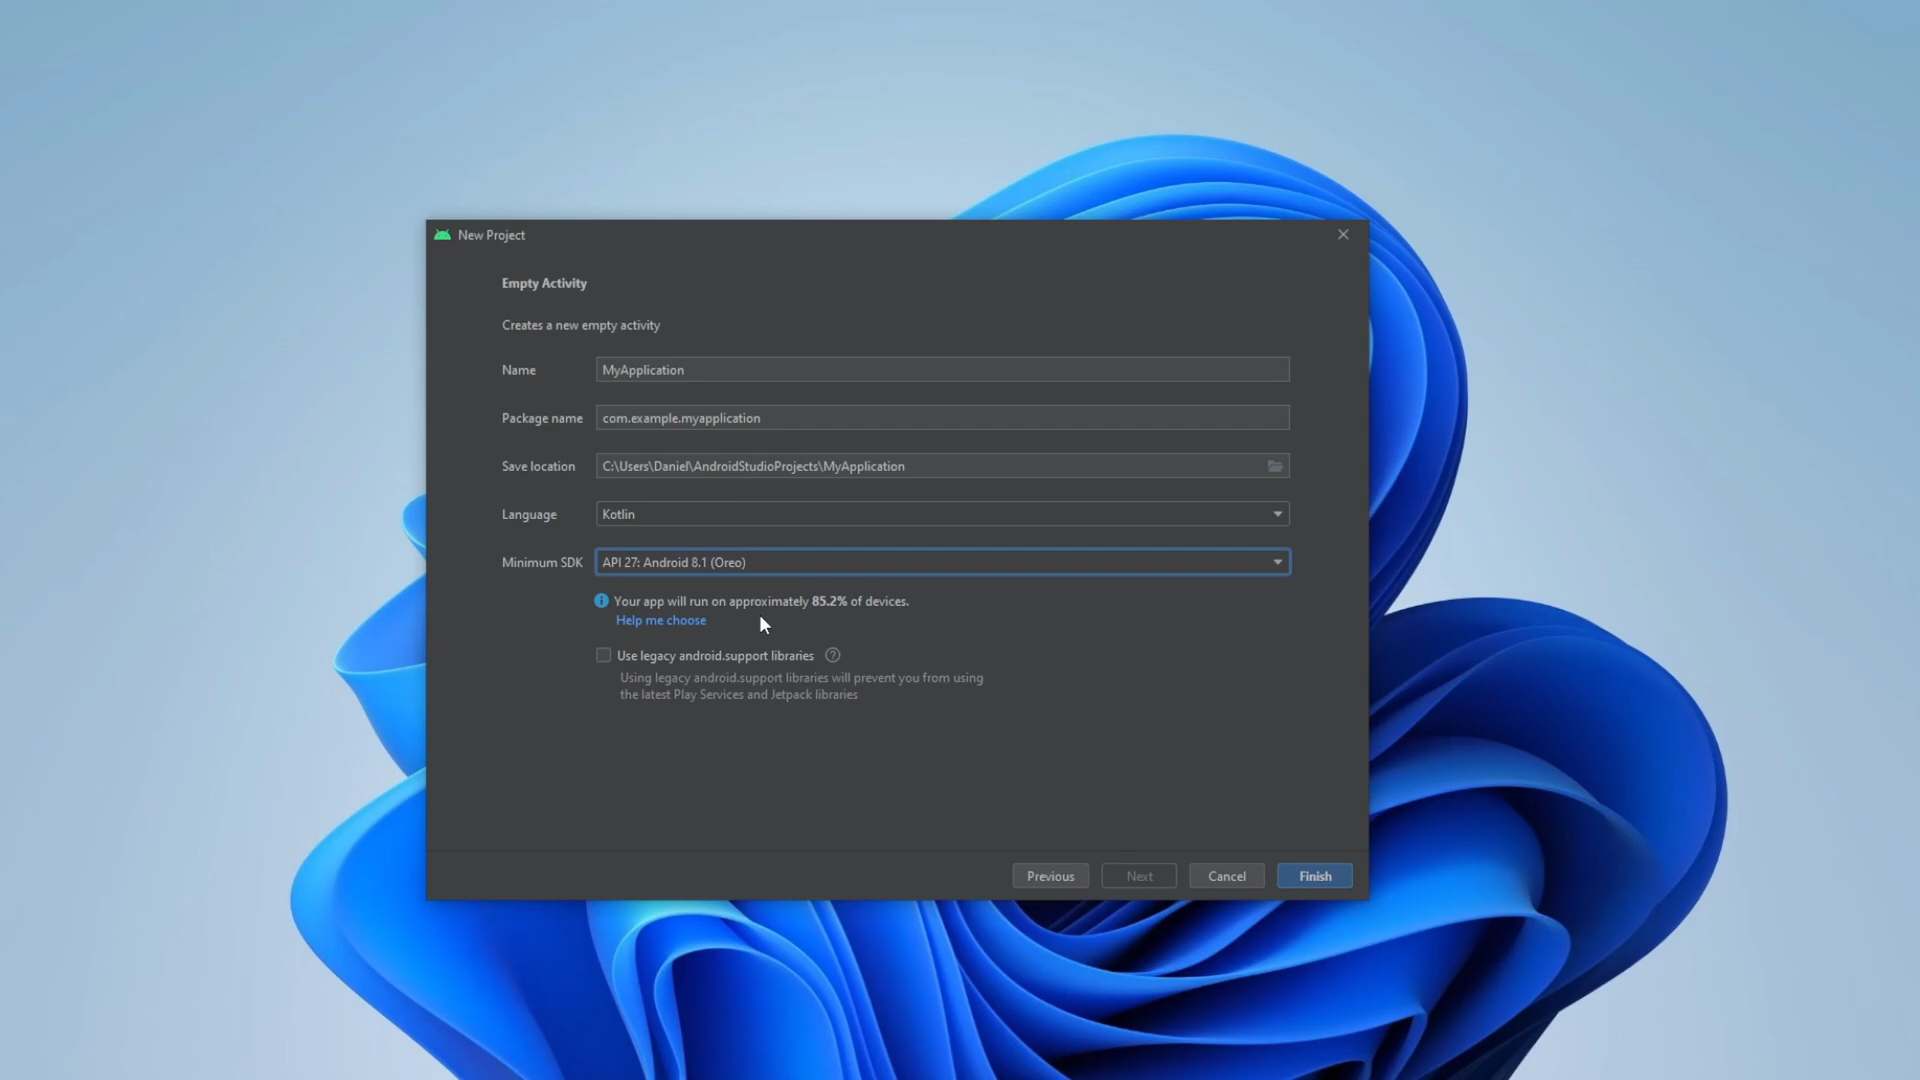 New Project
Empty Activity
Creates a new empty activity
Name MyApplication
Package name com.example.myapplication
Save location C:\Users\Daniel\AndroidStudioProjects\MyApplication
Language Kotlin
Minimum SDK API 27: Android 8.1 (Oreo)
Your app will run on approximately 85.2% of devices.
Help me choose
Use legacy android.support libraries ?
Using legacy android.support libraries will prevent you from using
the latest Play Services and Jetpack libraries
Previous Next Cancel Finish